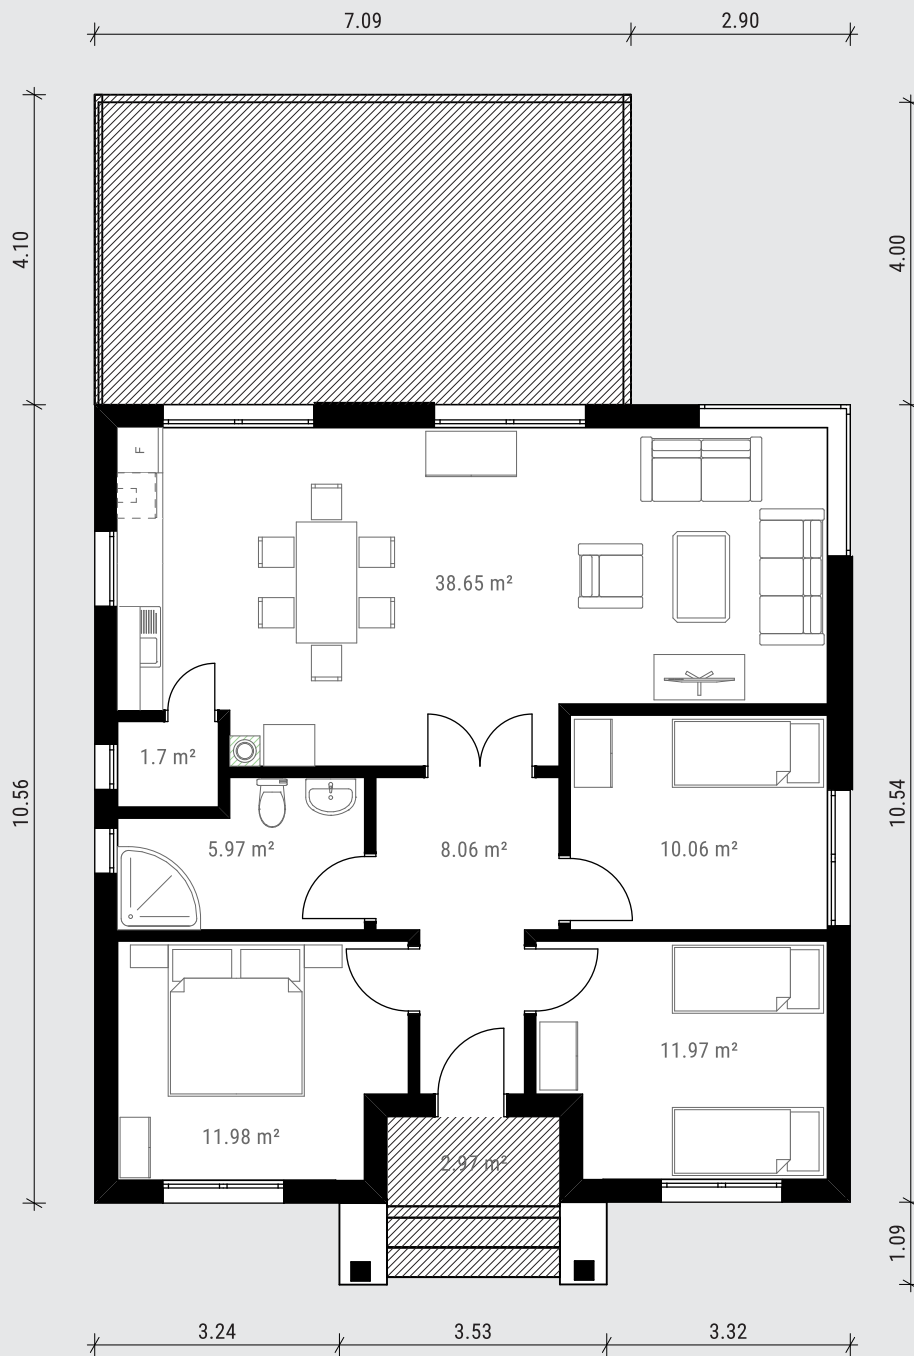 7.09
2.90
4.10
4.00
F
38.65 m²
1.7 m²
10.56
10.54
5.97 m²
8.06 m²
10.06 m²
11.97 m²
11.98 m²
2.97 m²
1.09
3.24
3.53
3.32